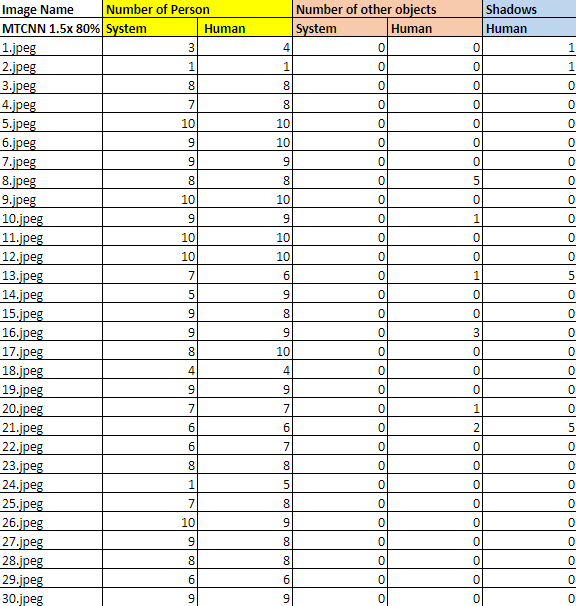 Image Name Number of Person Number of other objects Shadows
MTCNN 1.5x 80% System Human System Human Human
1.jpeg 3 4 0 0 1
2.jpeg 1 1 0 0 1
3.jpeg 8 8 0 0 0
4.jpeg 7 8 0 0 0
5.jpeg 10 10 0 0 0
6.jpeg 9 10 0 0 0
7.jpeg 9 9 0 0 0
8.jpeg 8 8 0 5 0
9.jpeg 10 10 0 0 0
10.jpeg 9 9 0 1 0
11.jpeg 10 10 0 0 0
12.jpeg 10 10 0 0 0
13.jpeg 7 6 0 1 5
14.jpeg 5 9 0 0 0
15.jpeg 9 8 0 0 0
16.jpeg 9 9 0 3 0
17.jpeg 8 10 0 0 0
18.jpeg 4 4 0 0 0
19.jpeg 9 9 0 0 0
20.jpeg 7 7 0 1 0
21.jpeg 6 6 0 2 5
22.jpeg 6 7 0 0 0
23.jpeg 8 8 0 0 0
24.jpeg 1 5 0 0 0
25.jpeg 7 8 0 0 0
26.jpeg 10 9 0 0 0
27.jpeg 9 8 0 0 0
28.jpeg 8 8 0 0 0
29.jpeg 6 6 0 0 0
30.jpeg 9 9 0 0 0